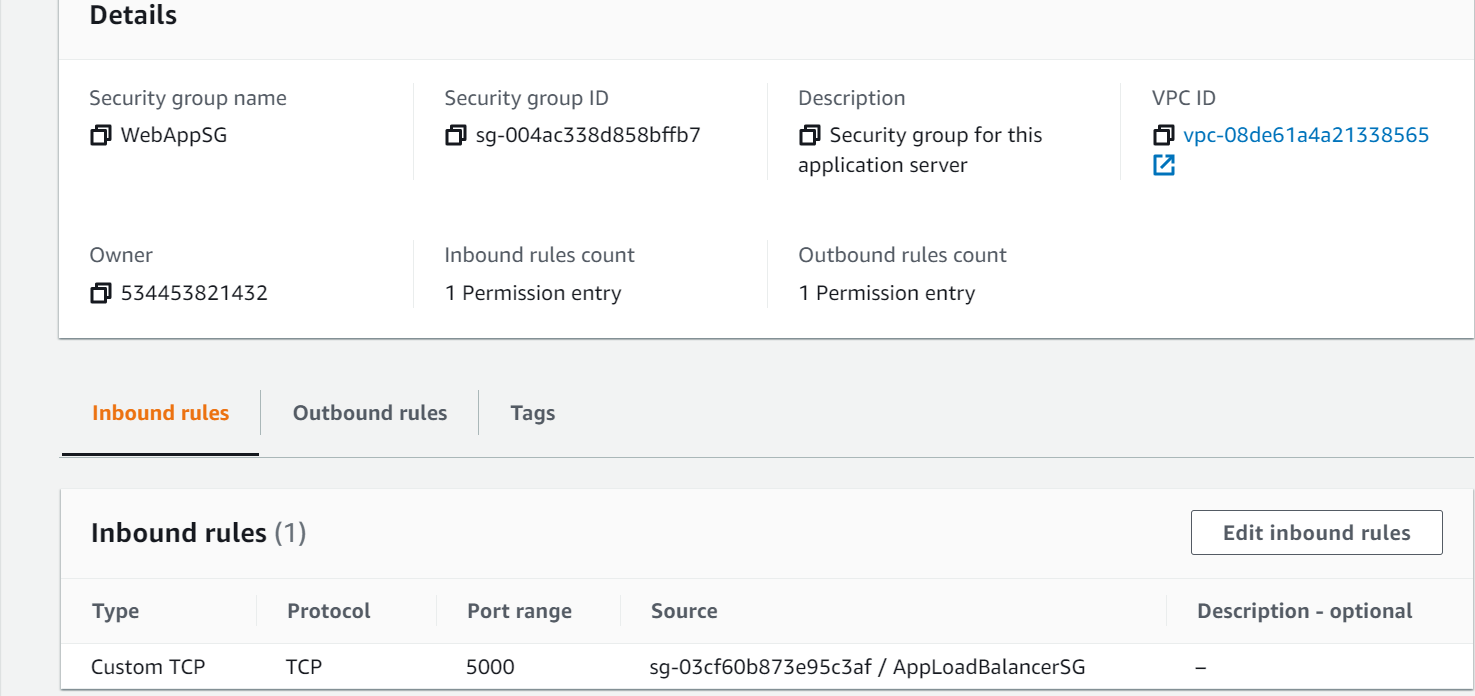 Details
Security group name
Security group ID
Description
VPC ID
WebAppSG
sg-004ac338d858bffb7
Security group for this
application server
vpc-08de61a4a21338565
Owner
Inbound rules count
Outbound rules count
534453821432
1 Permission entry
1 Permission entry
Inbound rules
Outbound rules
Tags
Inbound rules (1)
Edit inbound rules
Type
Protocol
Port range
Source
Description - optional
Custom TCP
TCP
5000
sg-03cf60b873e95c3af / AppLoadBalancerSG
–